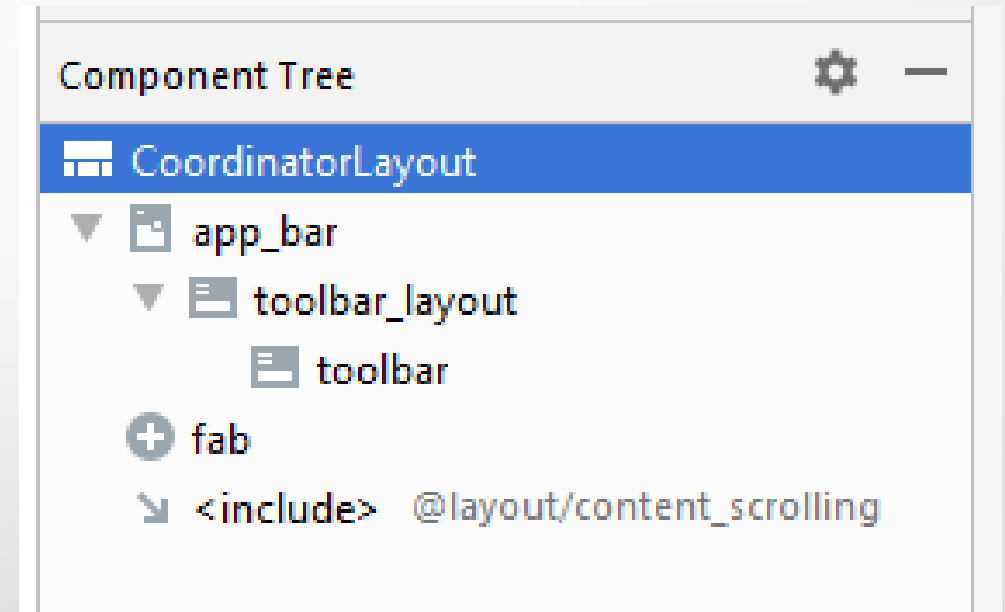 Component Tree
CoordinatorLayout
app_bar
toolbar_layout
toolbar
fab
<include> @layout/content_scrolling